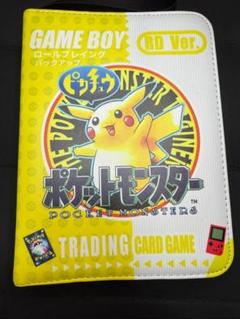 GAME BOY
RD Ver.
ロールプレイング
バックアップ
ピカチュウ
ポケットモンスター
TM
POCKET MONSTERS
TRADING CARD GAME